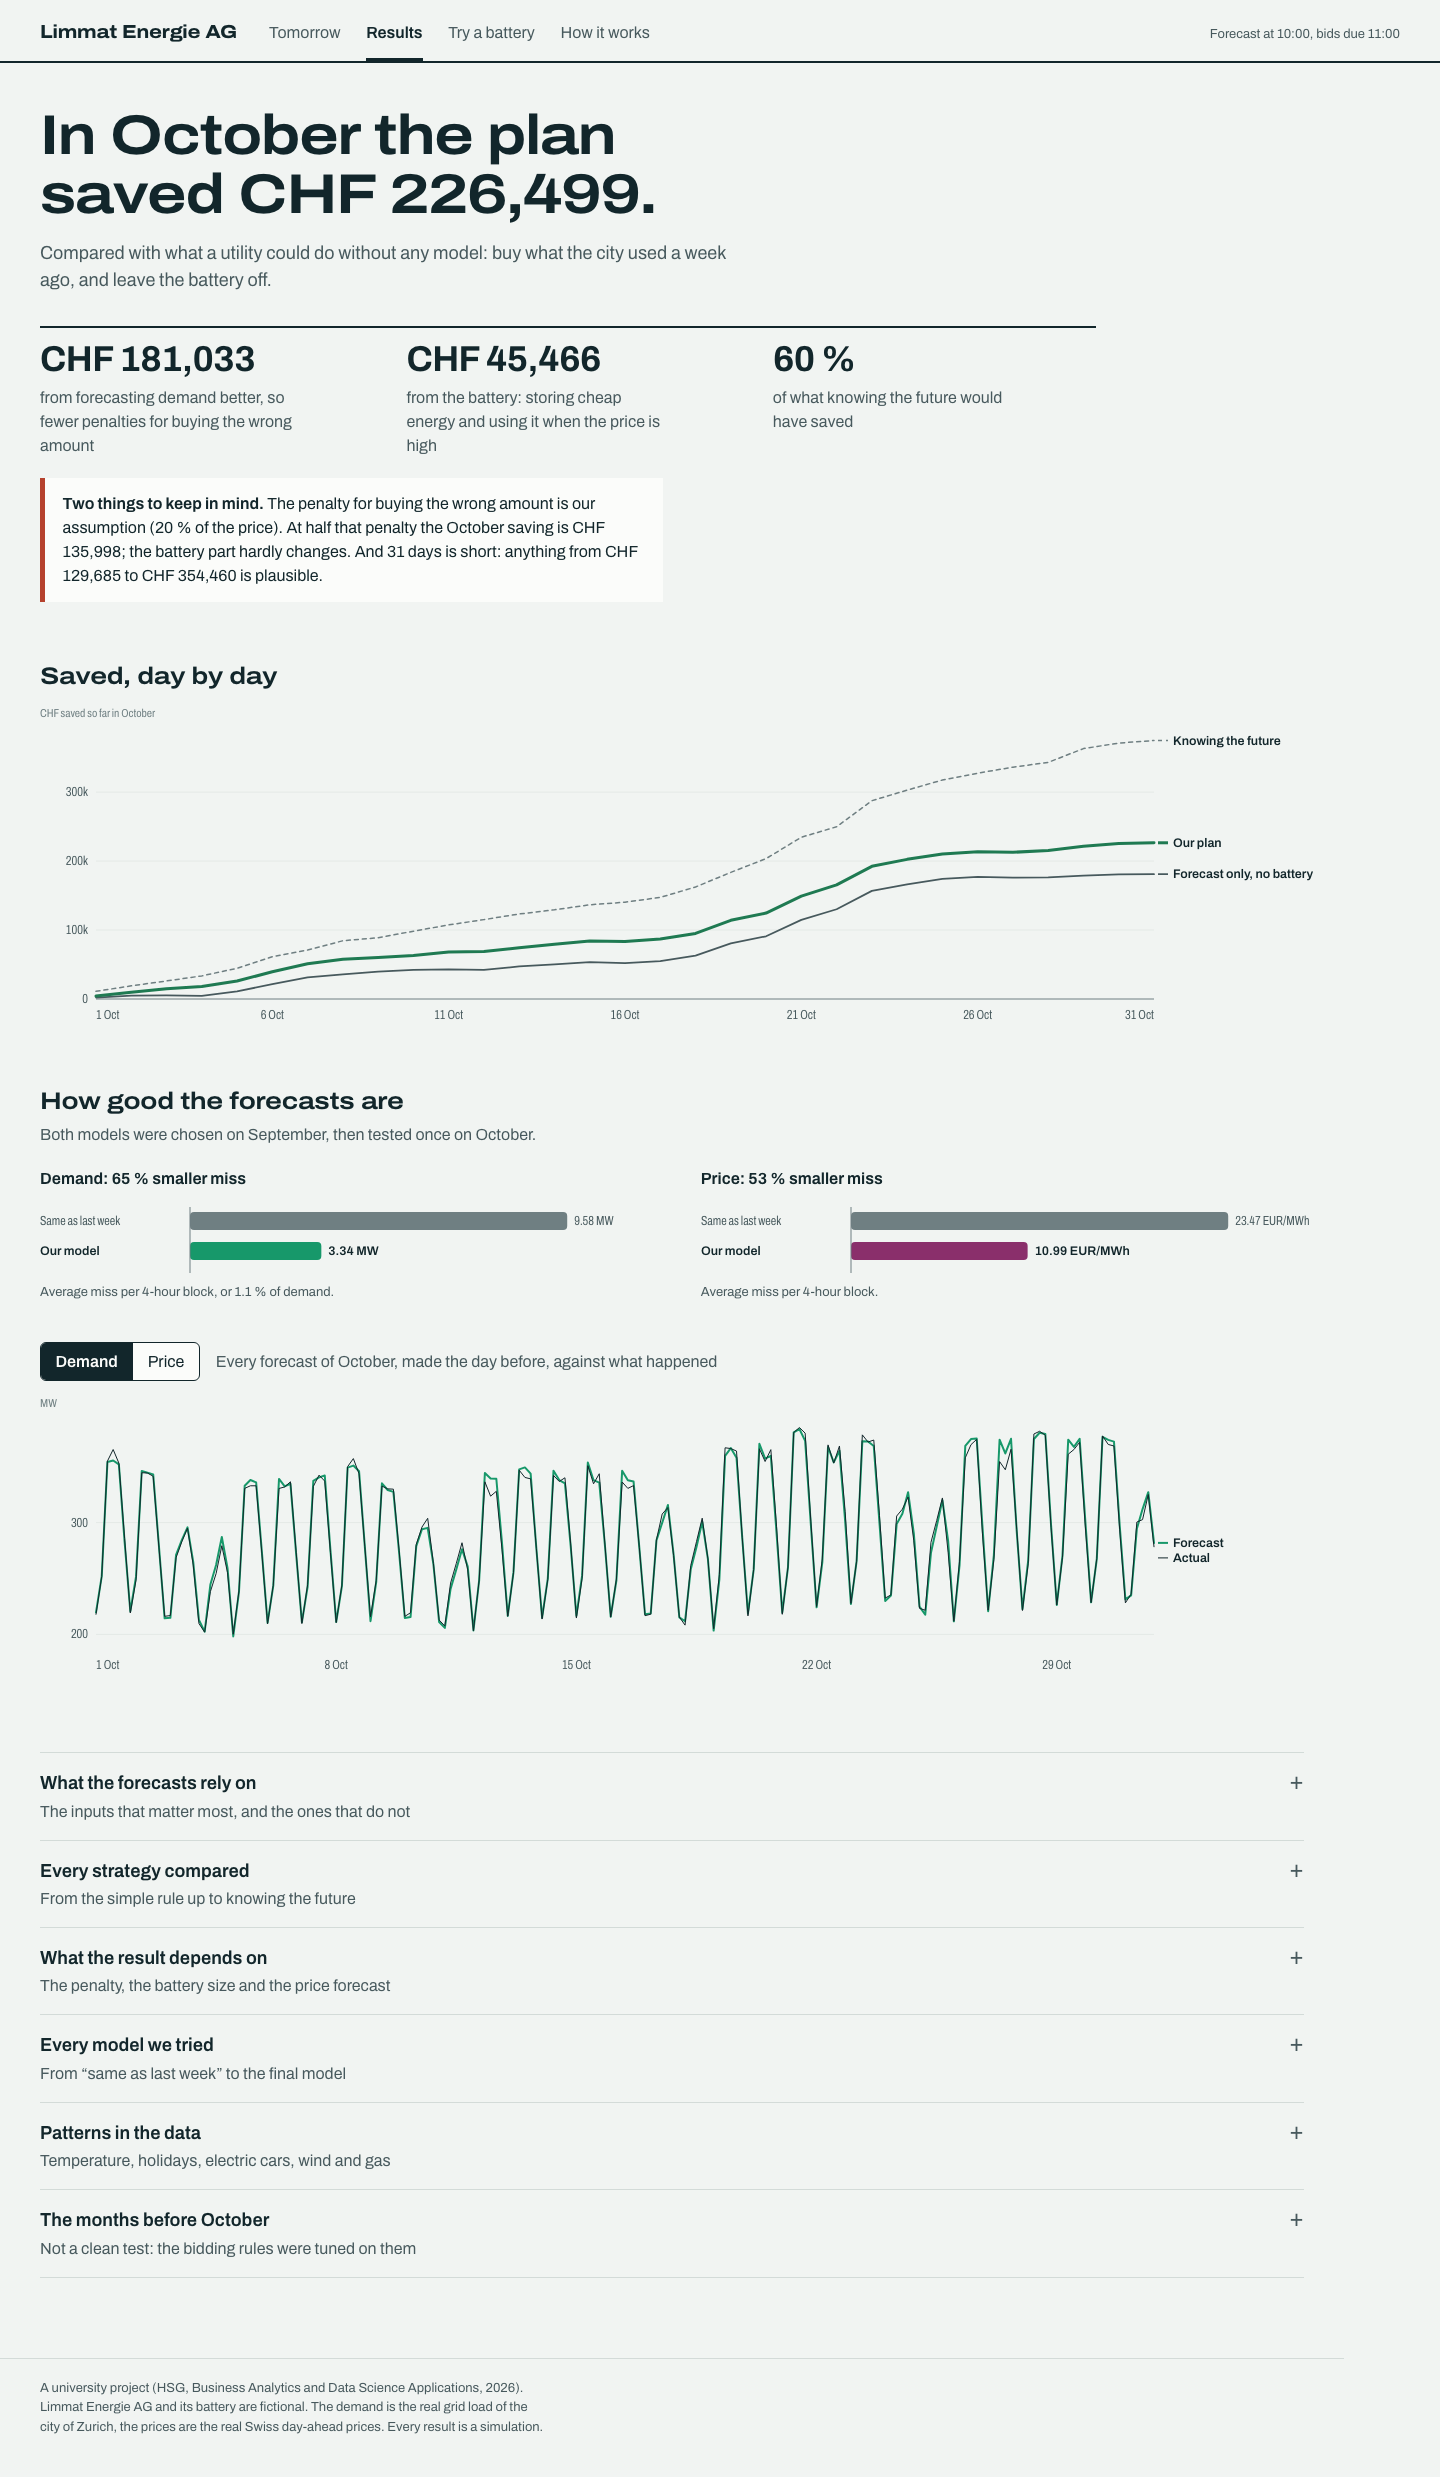 Limmat Energie AG
Tomorrow
Results
Try a battery
How it works
Forecast at 10:00, bids due 11:00
In October the plan
saved CHF 226,499.
Compared with what a utility could do without any model: buy what the city used a week
ago, and leave the battery off.
CHF 181,033
from forecasting demand better, so
fewer penalties for buying the wrong
amount
CHF 45,466
from the battery: storing cheap
energy and using it when the price is
high
60 %
of what knowing the future would
have saved
Two things to keep in mind. The penalty for buying the wrong amount is our
assumption (20 % of the price). At half that penalty the October saving is CHF
135,998; the battery part hardly changes. And 31 days is short: anything from CHF
129,685 to CHF 354,460 is plausible.
Saved, day by day
CHF saved so far in October
Knowing the future
300k
Our plan
200k
Forecast only, no battery
100k
0
1 Oct
6 Oct
11 Oct
16 Oct
21 Oct
26 Oct
31 Oct
How good the forecasts are
Both models were chosen on September, then tested once on October.
Demand: 65 % smaller miss
Same as last week
9.58 MW
Our model
3.34 MW
Average miss per 4-hour block, or 1.1 % of demand.
Price: 53 % smaller miss
Same as last week
23.47 EUR/MWh
Our model
10.99 EUR/MWh
Average miss per 4-hour block.
Demand
Price
Every forecast of October, made the day before, against what happened
MW
300
Forecast
Actual
200
1 Oct
8 Oct
15 Oct
22 Oct
29 Oct
What the forecasts rely on
+
The inputs that matter most, and the ones that do not
Every strategy compared
+
From the simple rule up to knowing the future
What the result depends on
+
The penalty, the battery size and the price forecast
Every model we tried
+
From “same as last week” to the final model
Patterns in the data
+
Temperature, holidays, electric cars, wind and gas
The months before October
+
Not a clean test: the bidding rules were tuned on them
A university project (HSG, Business Analytics and Data Science Applications, 2026).
Limmat Energie AG and its battery are fictional. The demand is the real grid load of the
city of Zurich, the prices are the real Swiss day-ahead prices. Every result is a simulation.